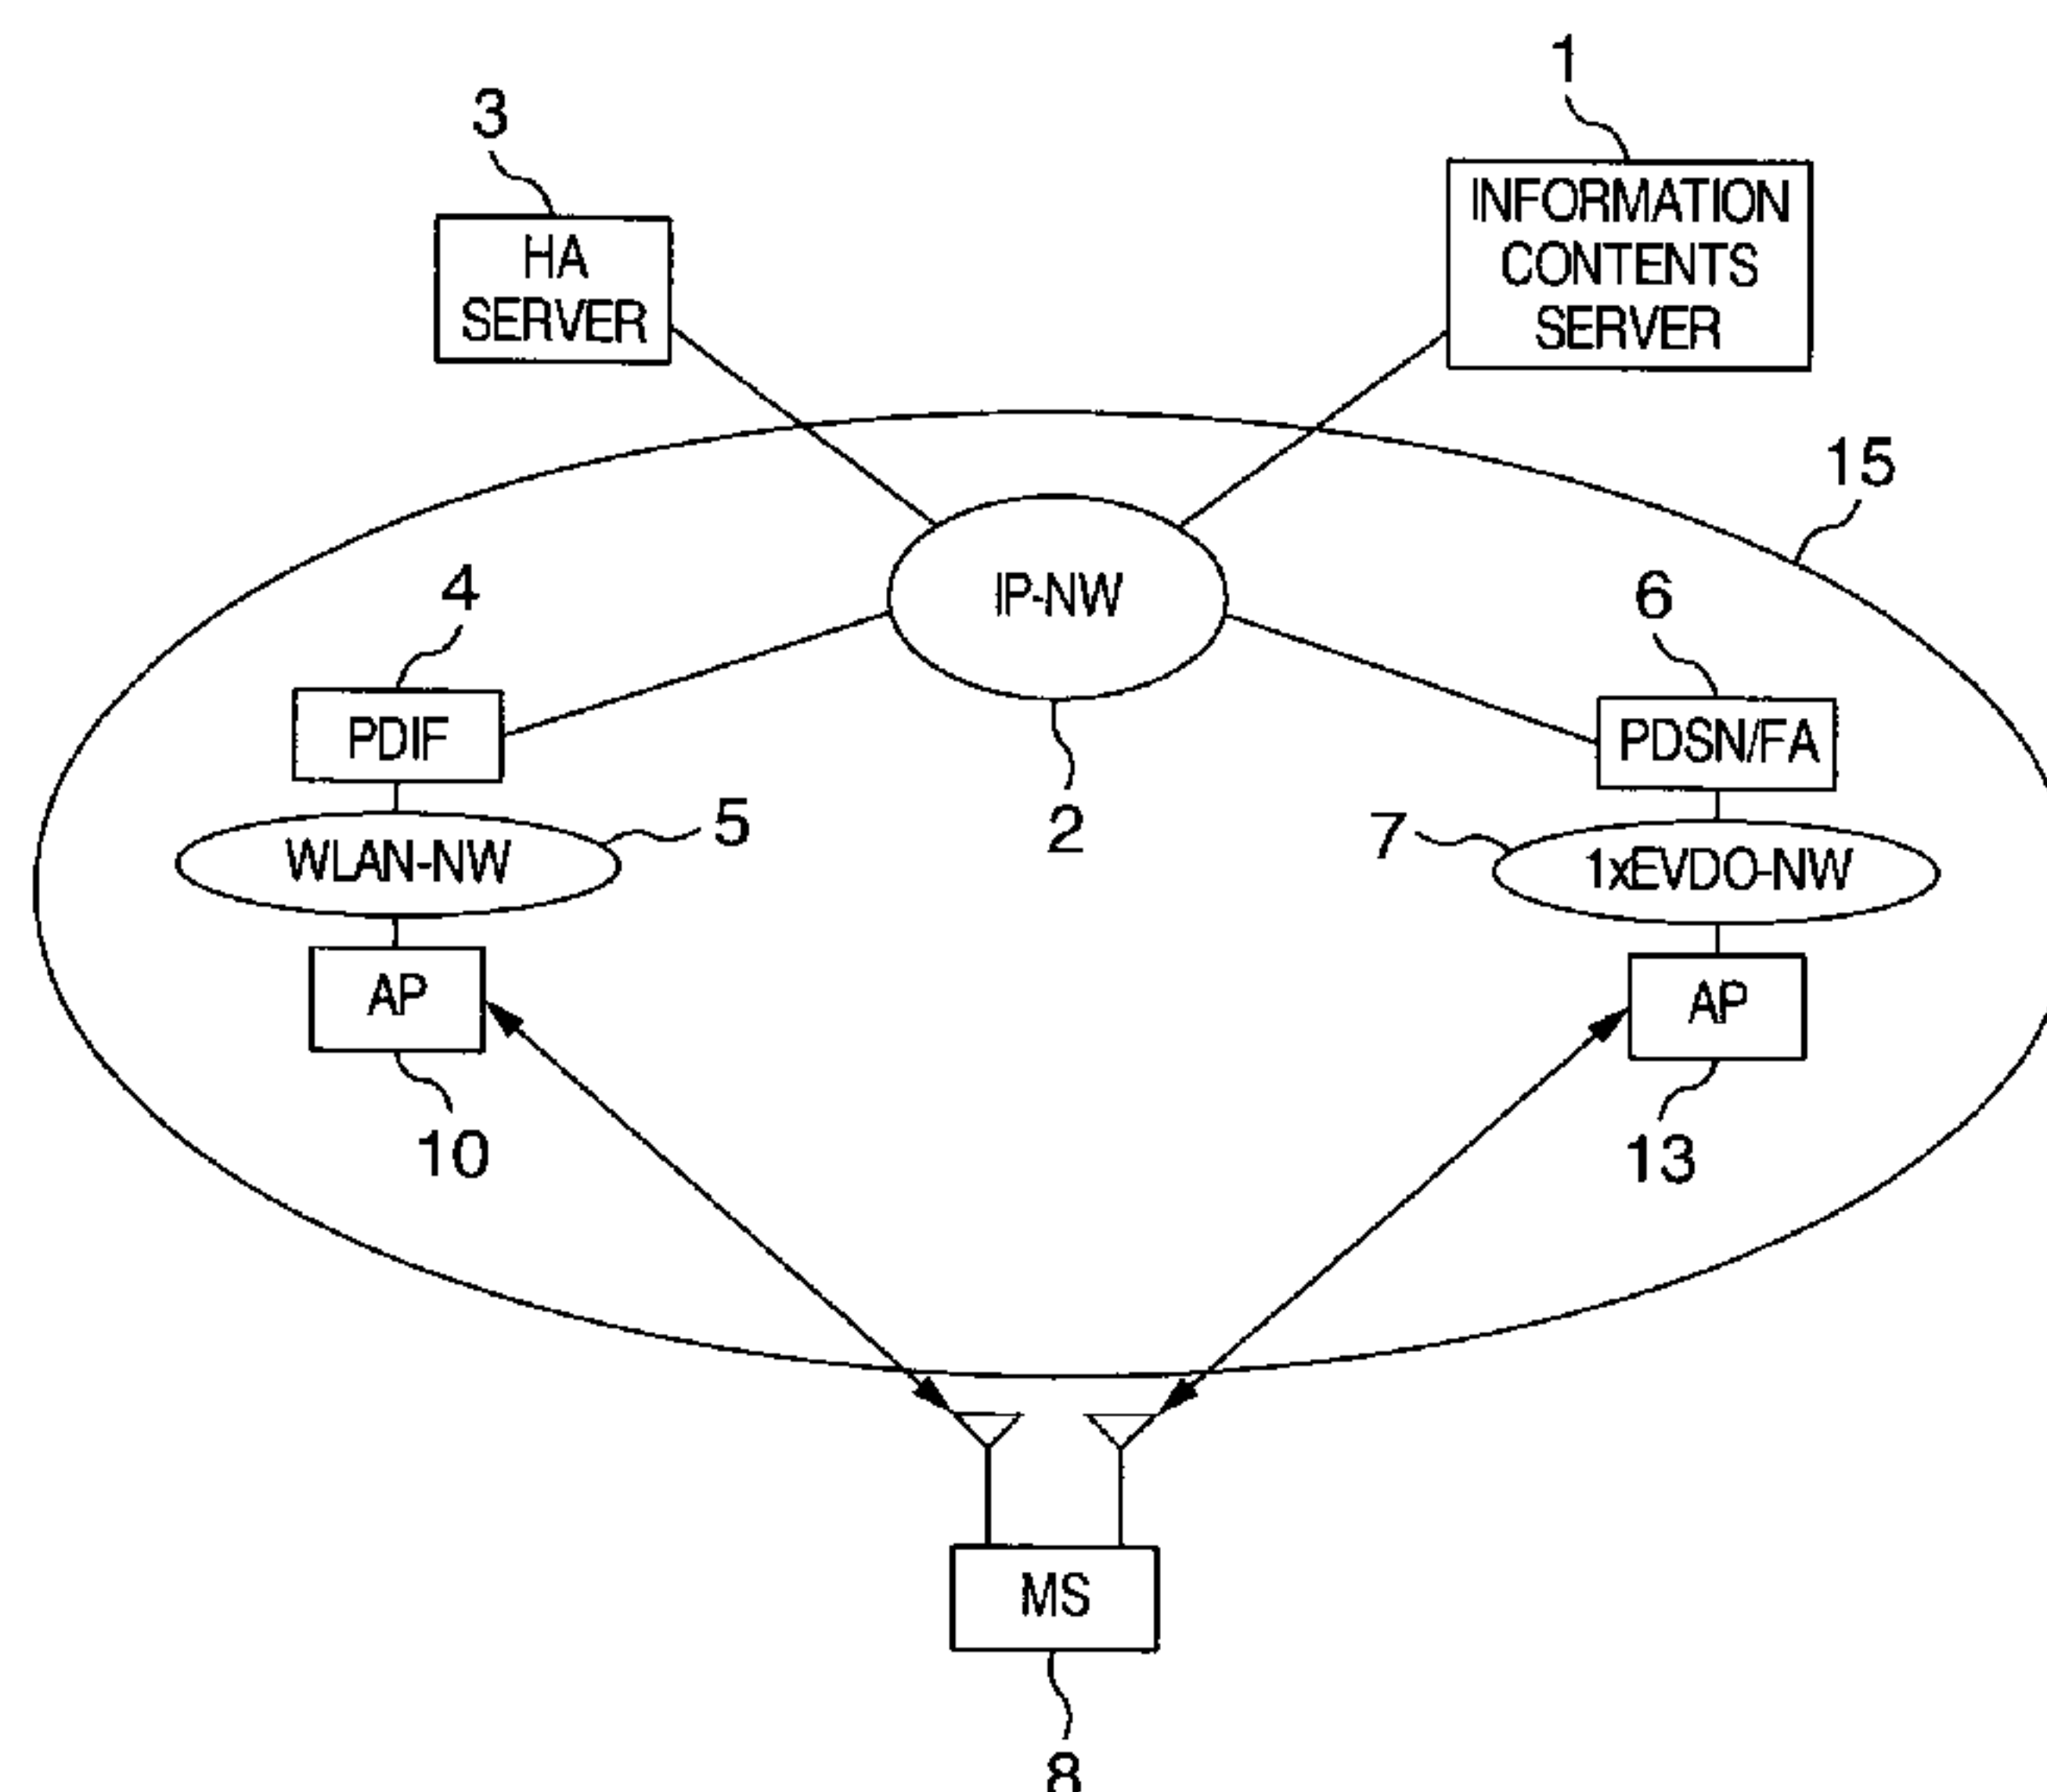 1
3
INFORMATION
CONTENTS
SERVER
HA
SERVER
15
IP-NW
4
6
PDIF
PDSN/FA
2
5
7
WLAN-NW
1xEVDO-NW
AP
AP
10
13
MS
8